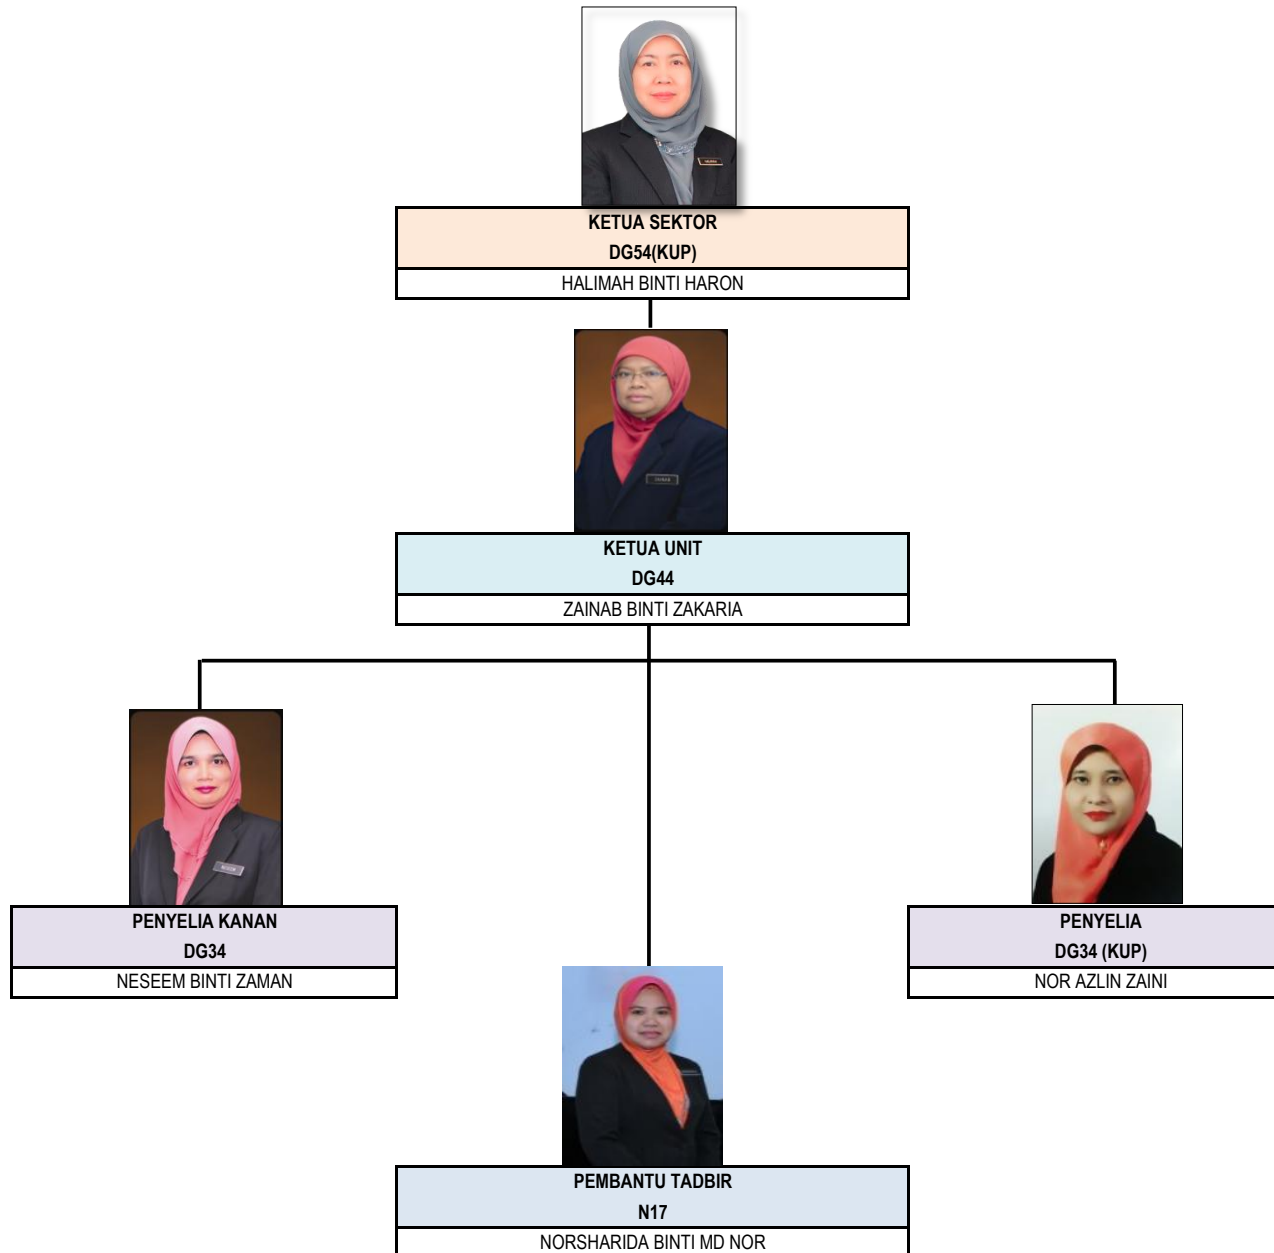 KETUA SEKTOR
DG54(KUP)
HALIMAH BINTI HARON
KETUA UNIT
DG44
ZAINAB BINTI ZAKARIA
ZAINAB
PENYELIA KANAN
DG34
NESEEM BINTI ZAMAN
PENYELIA
DG34 (KUP)
NOR AZLIN ZAINI
PEMBANTU TADBIR
N17
NORSHARIDA BINTI MD NOR